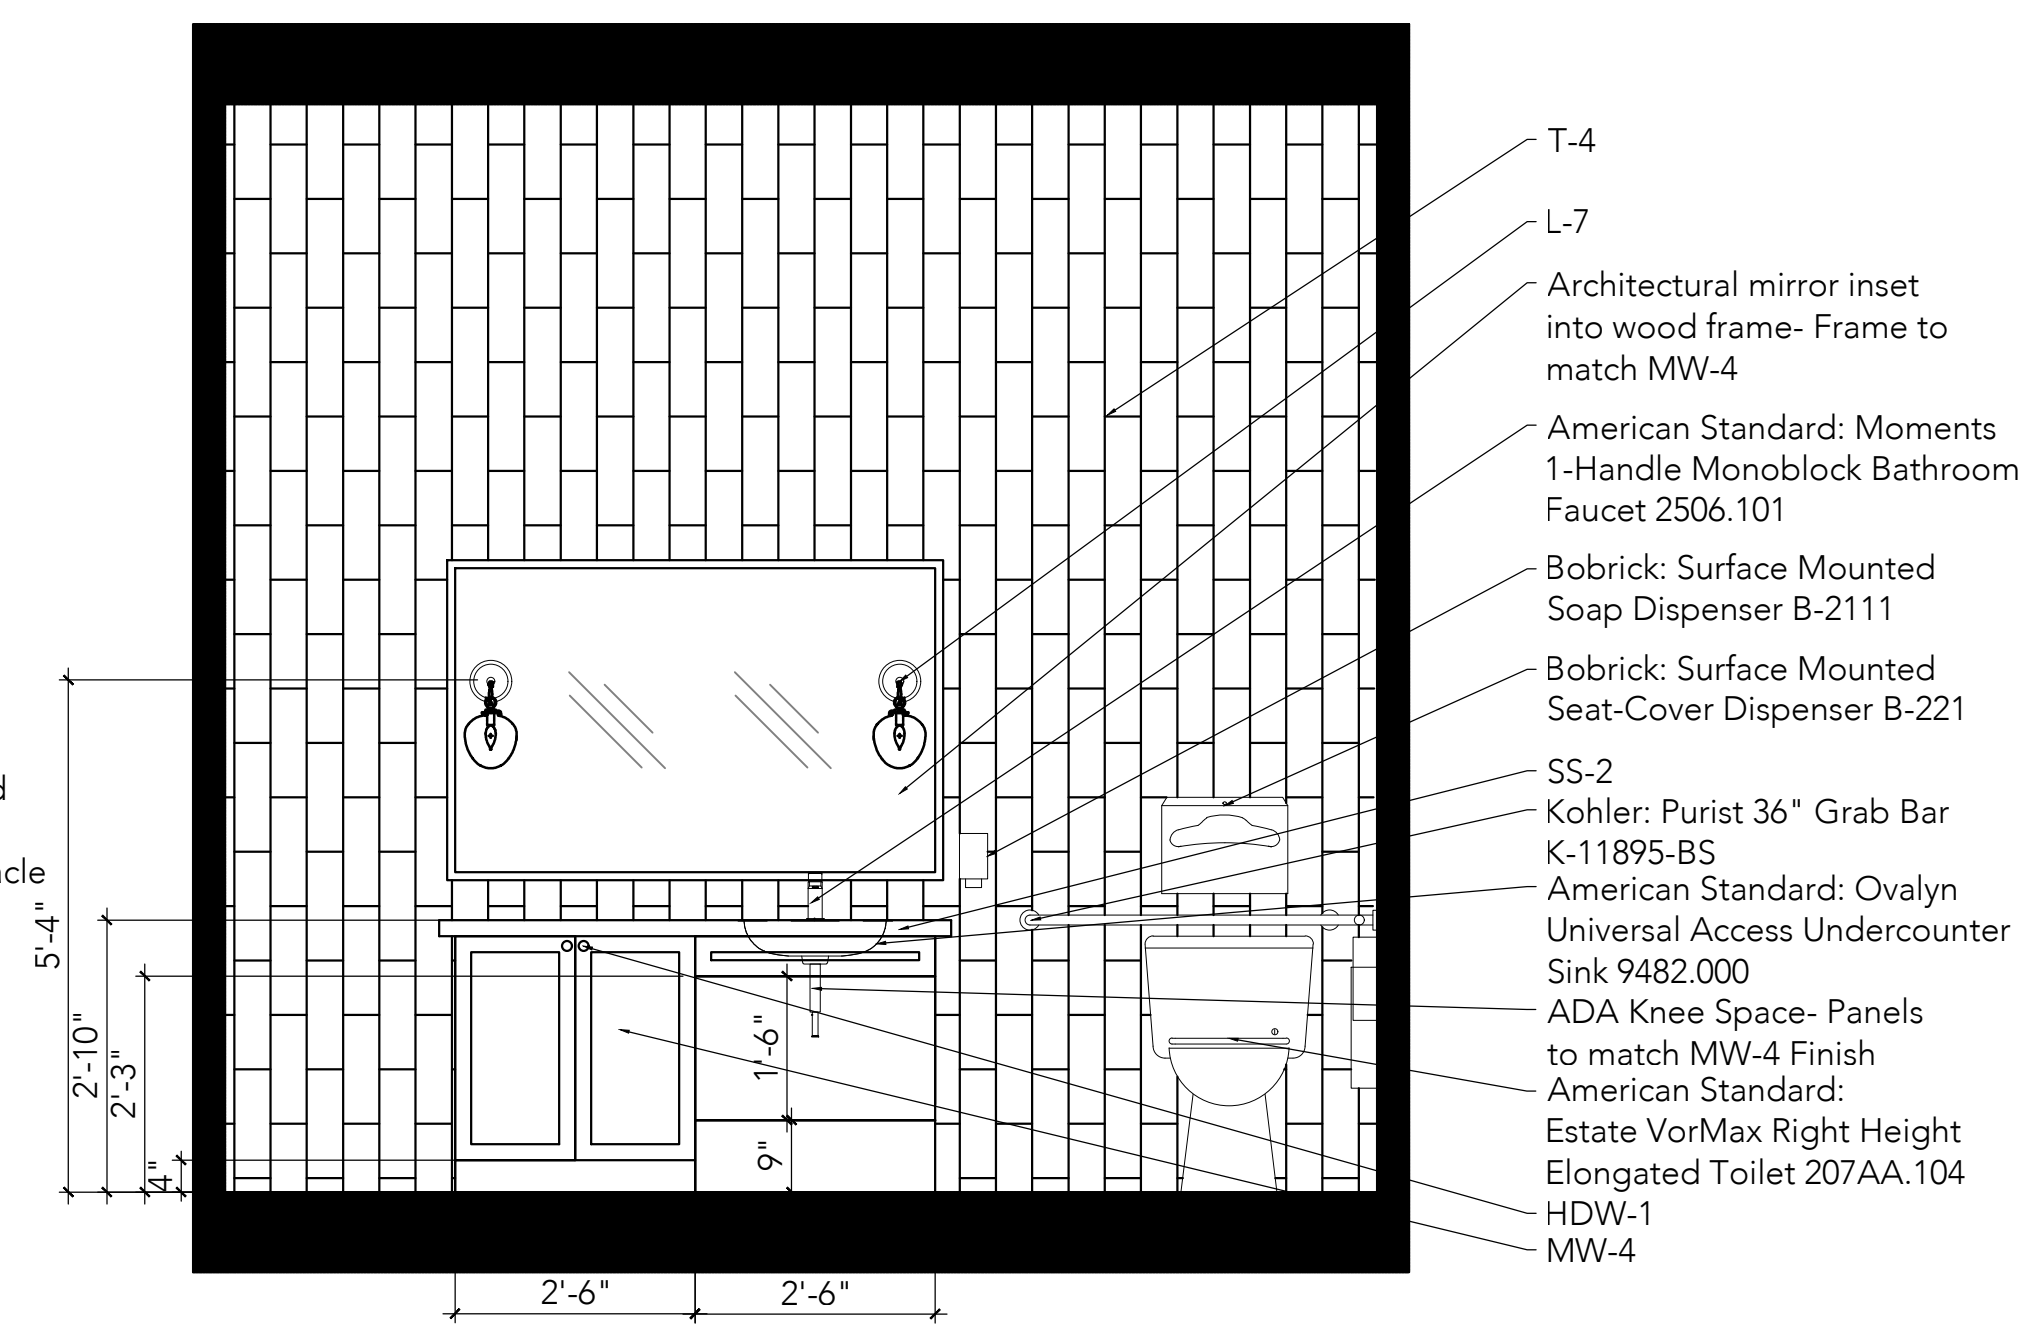 T-4
L-7
Architectural mirror inset
into wood frame- Frame to
match MW-4
American Standard: Moments
1-Handle Monoblock Bathroom
Faucet 2506.101
Bobrick: Surface Mounted
Soap Dispenser B-2111
Bobrick: Surface Mounted
Seat-Cover Dispenser B-221
SS-2
Kohler: Purist 36" Grab Bar
K-11895-BS
American Standard: Ovalyn
Universal Access Undercounter
Sink 9482.000
ADA Knee Space- Panels
to match MW-4 Finish
American Standard:
Estate VorMax Right Height
Elongated Toilet 207AA.104
HDW-1
MW-4
5'-4"
2'-10"
2'-3"
4"
1'-6"
9"
2'-6"
2'-6"